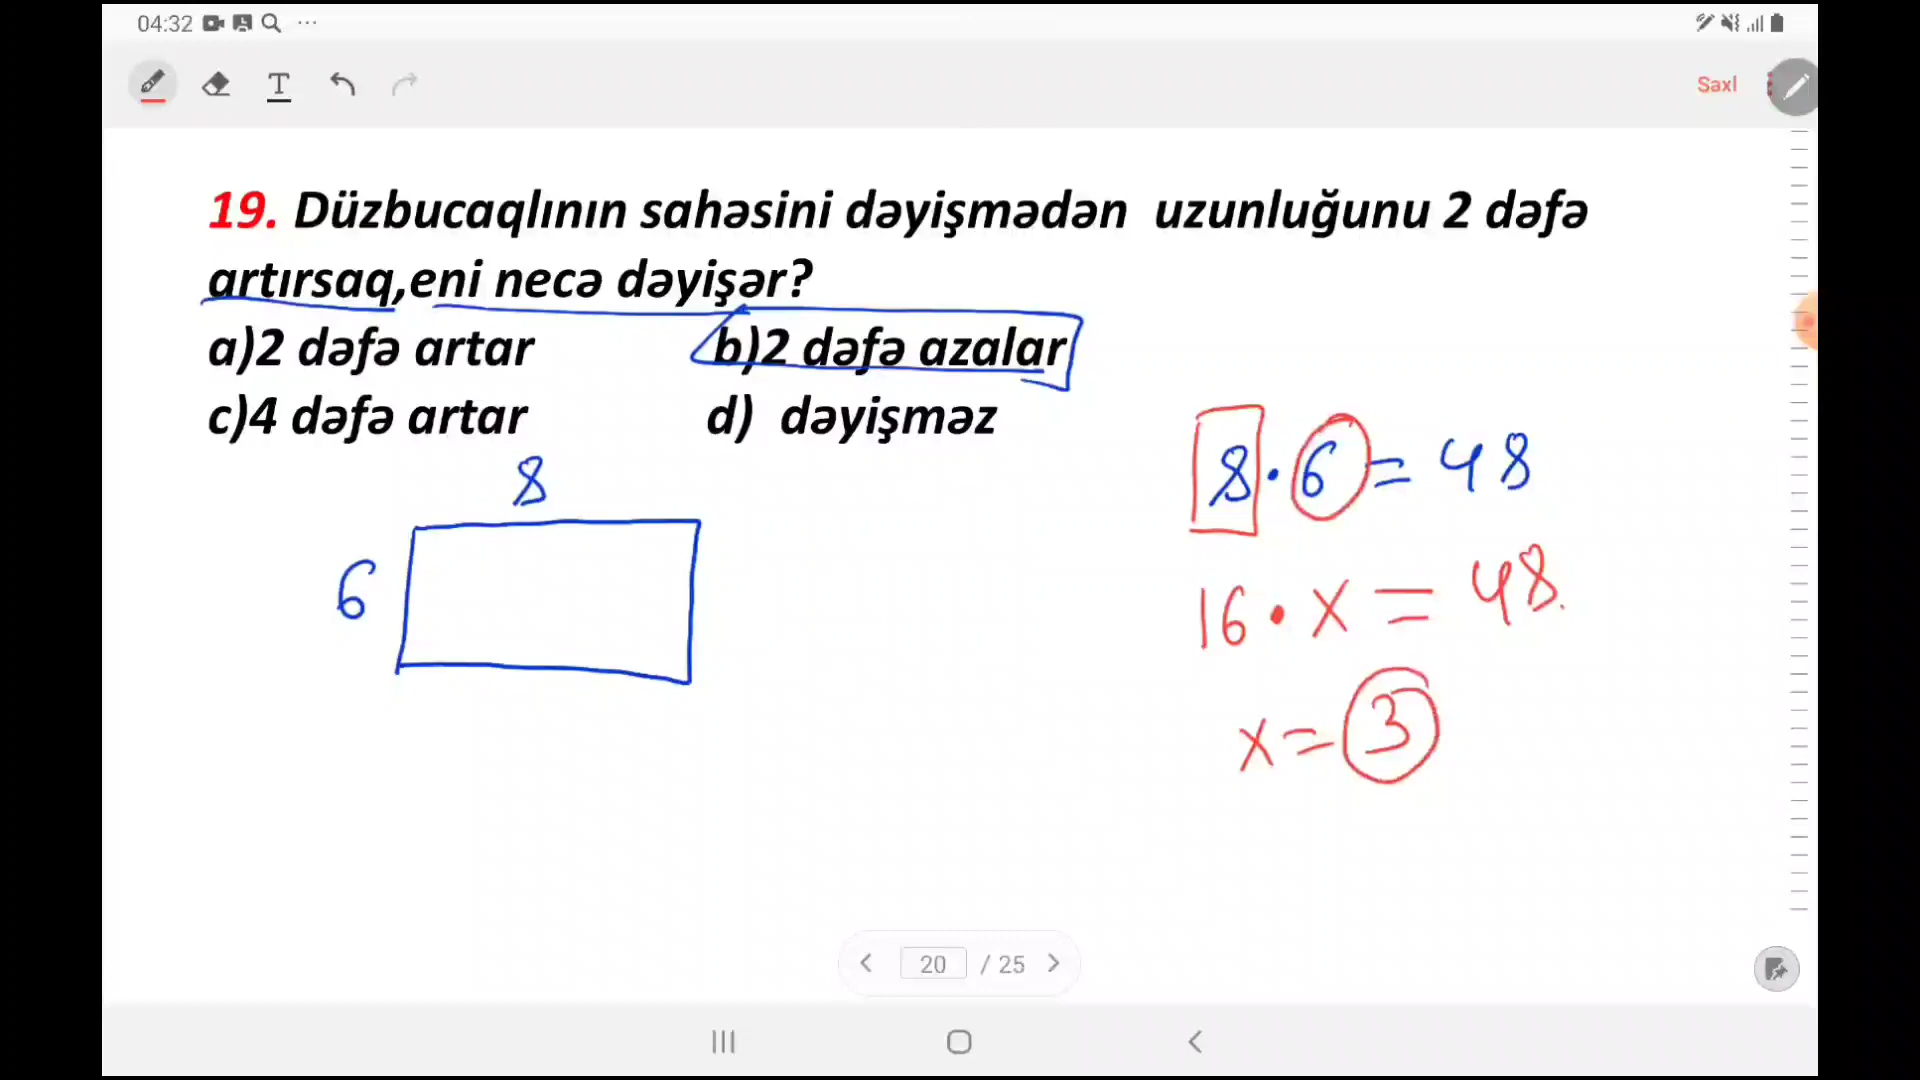 04:32 ···
T Saxl
19. Düzbucaqlının sahəsini dəyişmədən uzunluğunu 2 dəfə
artırsaq,eni necə dəyişər?
a)2 dəfə artar b)2 dəfə azalar
c)4 dəfə artar d) dəyişməz
8
6
8 · 6 = 48
16 · x = 48.
x = 3
20 / 25